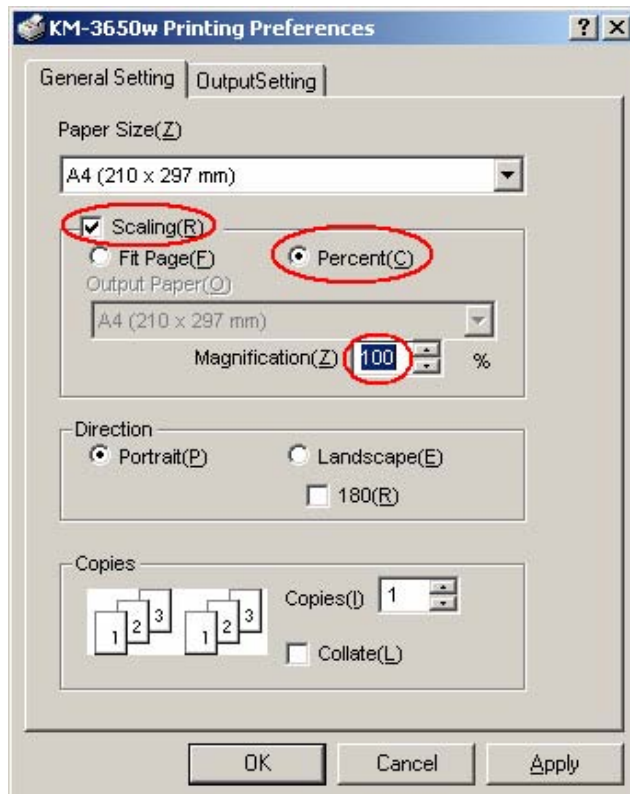 KM-3650w Printing Preferences
General Setting OutputSetting
Paper Size(Z)
A4 (210 x 297 mm)
Scaling(R)
Fit Page(F) Percent(C)
Output Paper(O)
A4 (210 x 297 mm)
Magnification(Z) 100 %
Direction
Portrait(P) Landscape(E)
180(R)
Copies
1 2 3 1 2 3
Copies(I) 1
Collate(L)
OK Cancel Apply